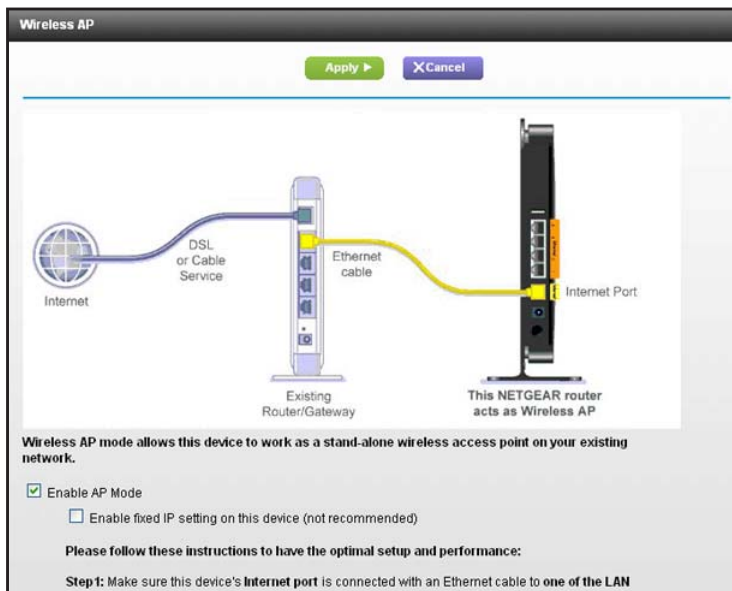 Wireless AP
Apply ►
X Cancel
DSL
or Cable
Service
Ethernet
cable
Internet
Internet Port
Existing
Router/Gateway
This NETGEAR router
acts as Wireless AP
Wireless AP mode allows this device to work as a stand-alone wireless access point on your existing
network.
Enable AP Mode
Enable fixed IP setting on this device (not recommended)
Please follow these instructions to have the optimal setup and performance:
Step1: Make sure this device's Internet port is connected with an Ethernet cable to one of the LAN